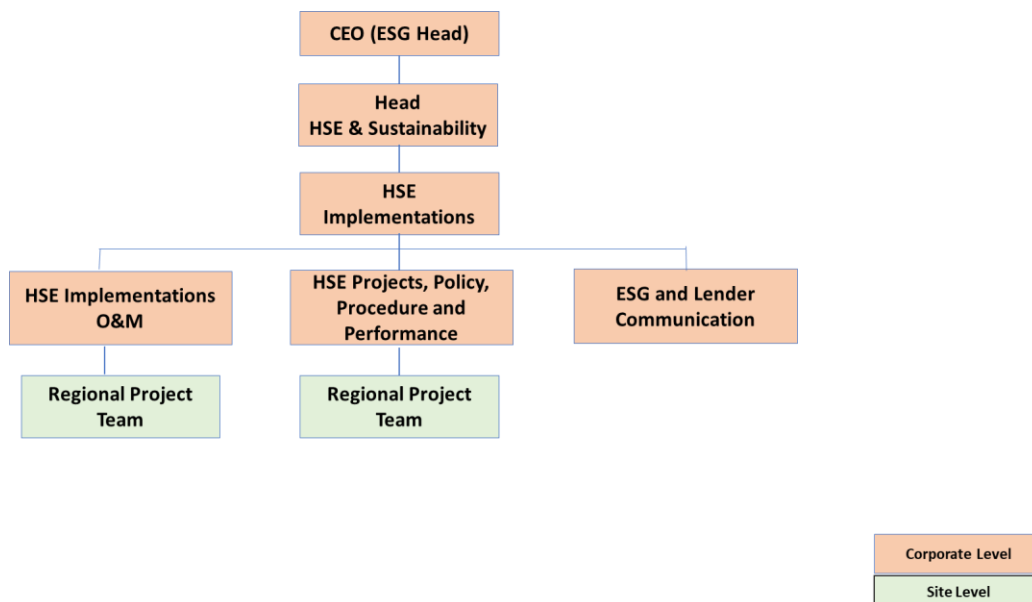 CEO (ESG Head)
Head
HSE & Sustainability
HSE
Implementations
HSE Implementations
O&M
HSE Projects, Policy,
Procedure and
Performance
ESG and Lender
Communication
Regional Project
Team
Regional Project
Team
Corporate Level
Site Level